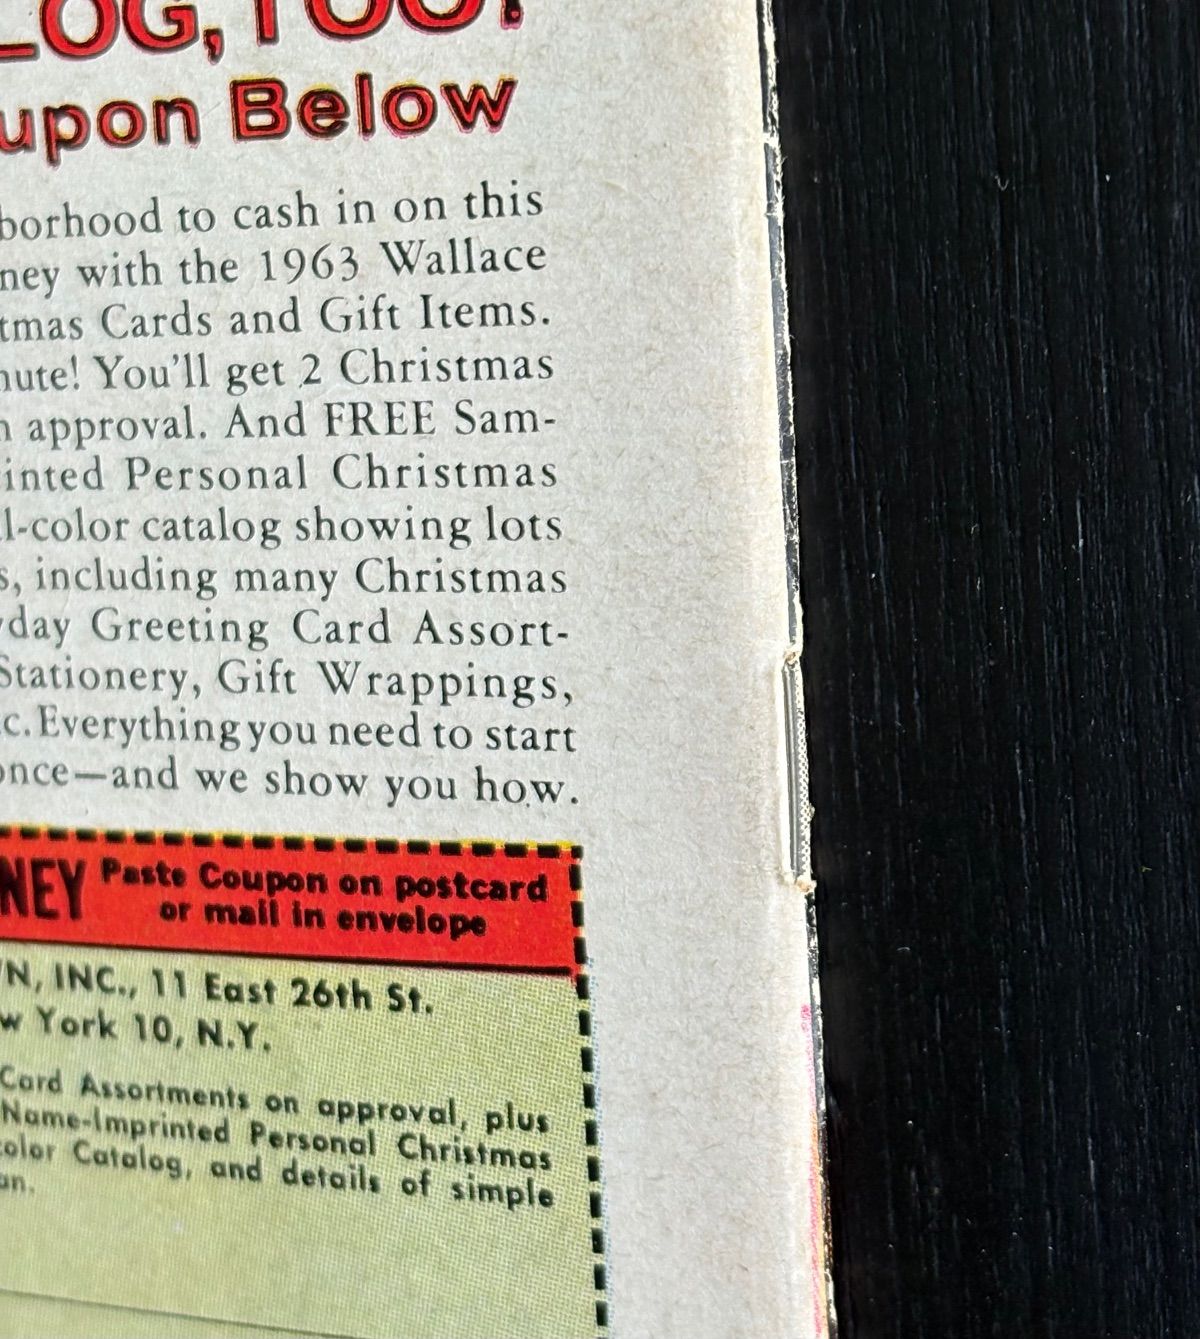 LOG, TOO!
upon Below
borhood to cash in on this
ney with the 1963 Wallace
tmas Cards and Gift Items.
nute! You'll get 2 Christmas
n approval. And FREE Sam-
inted Personal Christmas
l-color catalog showing lots
s, including many Christmas
day Greeting Card Assort-
Stationery, Gift Wrappings,
c. Everything you need to start
once—and we show you how.
NEY Paste Coupon on postcard
or mail in envelope
N, INC., 11 East 26th St.
w York 10, N.Y.
Card Assortments on approval, plus
Name-Imprinted Personal Christmas
olor Catalog, and details of simple
an.